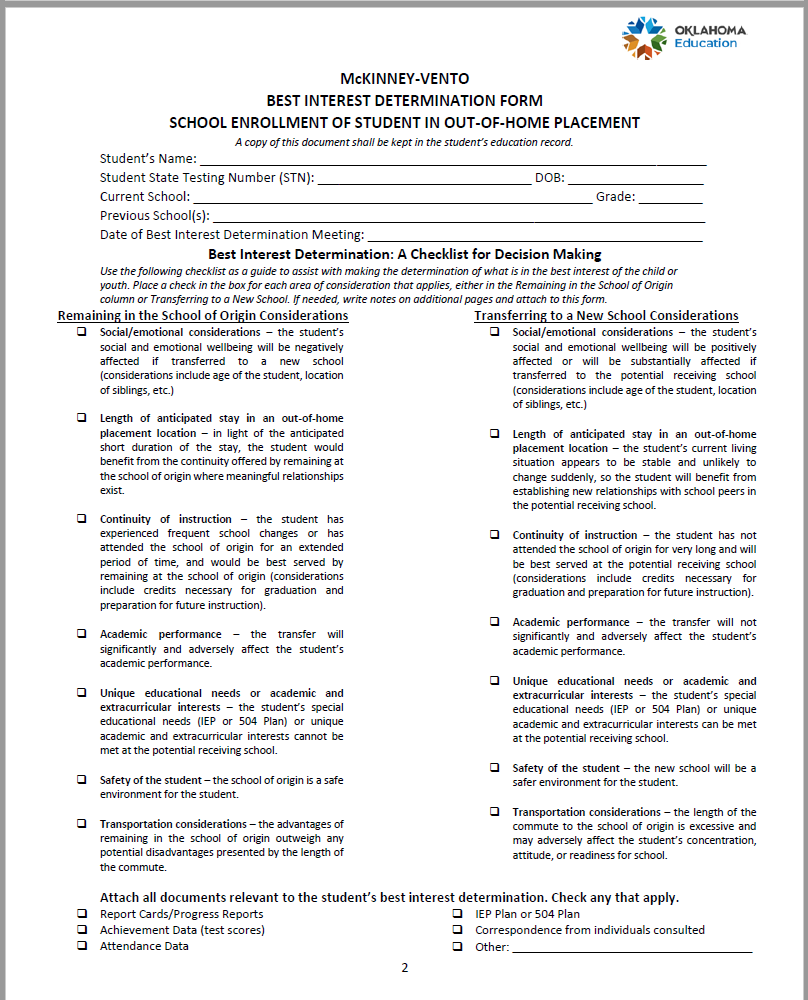 OKLAHOMA
Education
McKINNEY-VENTO
BEST INTEREST DETERMINATION FORM
SCHOOL ENROLLMENT OF STUDENT IN OUT-OF-HOME PLACEMENT
A copy of this document shall be kept in the student's education record.
Student's Name:
Student State Testing Number (STN): DOB:
Current School: Grade:
Previous School(s):
Date of Best Interest Determination Meeting:
Best Interest Determination: A Checklist for Decision Making
Use the following checklist as a guide to assist with making the determination of what is in the best interest of the child or
youth. Place a check in the box for each area of consideration that applies, either in the Remaining in the School of Origin
column or Transferring to a New School. If needed, write notes on additional pages and attach to this form.
Remaining in the School of Origin Considerations
Social/emotional considerations – the student's
social and emotional wellbeing will be negatively
affected if transferred to a new school
(considerations include age of the student, location
of siblings, etc.)
Length of anticipated stay in an out-of-home
placement location – in light of the anticipated
short duration of the stay, the student would
benefit from the continuity offered by remaining at
the school of origin where meaningful relationships
exist.
Continuity of instruction – the student has
experienced frequent school changes or has
attended the school of origin for an extended
period of time, and would be best served by
remaining at the school of origin (considerations
include credits necessary for graduation and
preparation for future instruction).
Academic performance – the transfer will
significantly and adversely affect the student's
academic performance.
Unique educational needs or academic and
extracurricular interests – the student's special
educational needs (IEP or 504 Plan) or unique
academic and extracurricular interests cannot be
met at the potential receiving school.
Safety of the student – the school of origin is a safe
environment for the student.
Transportation considerations – the advantages of
remaining in the school of origin outweigh any
potential disadvantages presented by the length of
the commute.
Transferring to a New School Considerations
Social/emotional considerations – the student's
social and emotional wellbeing will be positively
affected or will be substantially affected if
transferred to the potential receiving school
(considerations include age of the student, location
of siblings, etc.)
Length of anticipated stay in an out-of-home
placement location – the student's current living
situation appears to be stable and unlikely to
change suddenly, so the student will benefit from
establishing new relationships with school peers in
the potential receiving school.
Continuity of instruction – the student has not
attended the school of origin for very long and will
be best served at the potential receiving school
(considerations include credits necessary for
graduation and preparation for future instruction).
Academic performance – the transfer will not
significantly and adversely affect the student's
academic performance.
Unique educational needs or academic and
extracurricular interests – the student's special
educational needs (IEP or 504 Plan) or unique
academic and extracurricular interests can be met
at the potential receiving school.
Safety of the student – the new school will be a
safer environment for the student.
Transportation considerations – the length of the
commute to the school of origin is excessive and
may adversely affect the student's concentration,
attitude, or readiness for school.
Attach all documents relevant to the student's best interest determination. Check any that apply.
Report Cards/Progress Reports
Achievement Data (test scores)
Attendance Data
IEP Plan or 504 Plan
Correspondence from individuals consulted
Other:
2